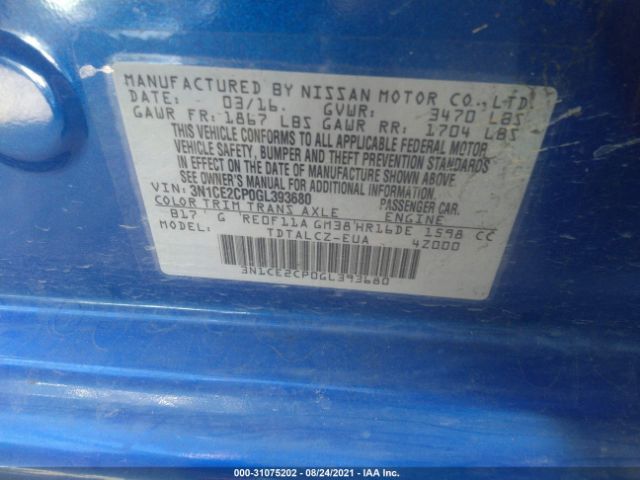 MANUFACTURED BY NISSAN MOTOR CO., LTD.
DATE: 03/16. GVWR: 3470 LBS
GAWR FR: 1867 LBS GAWR RR: 1704 LBS
THIS VEHICLE CONFORMS TO ALL APPLICABLE FEDERAL MOTOR
VEHICLE SAFETY, BUMPER AND THEFT PREVENTION STANDARDS
IN EFFECT ON THE DATE OF MANUFACTURE SHOWN ABOVE.
SEE OWNER'S MANUAL FOR ADDITIONAL INFORMATION.
VIN: 3N1CE2CP0GL393680 PASSENGER CAR.
COLOR TRIM TRANS AXLE ENGINE
B17 G RE0F11A GM38 HR16DE 1598 CC
MODEL: TDTALCZ-EUA 4Z000
3N1CE2CP0GL393680
000-31075202 - 08/24/2021 - IAA Inc.